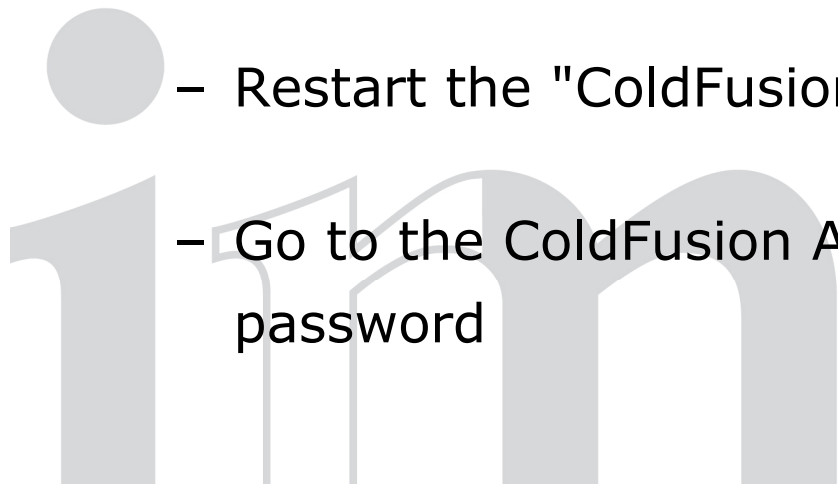 – Restart the "ColdFusion
– Go to the ColdFusion A
password